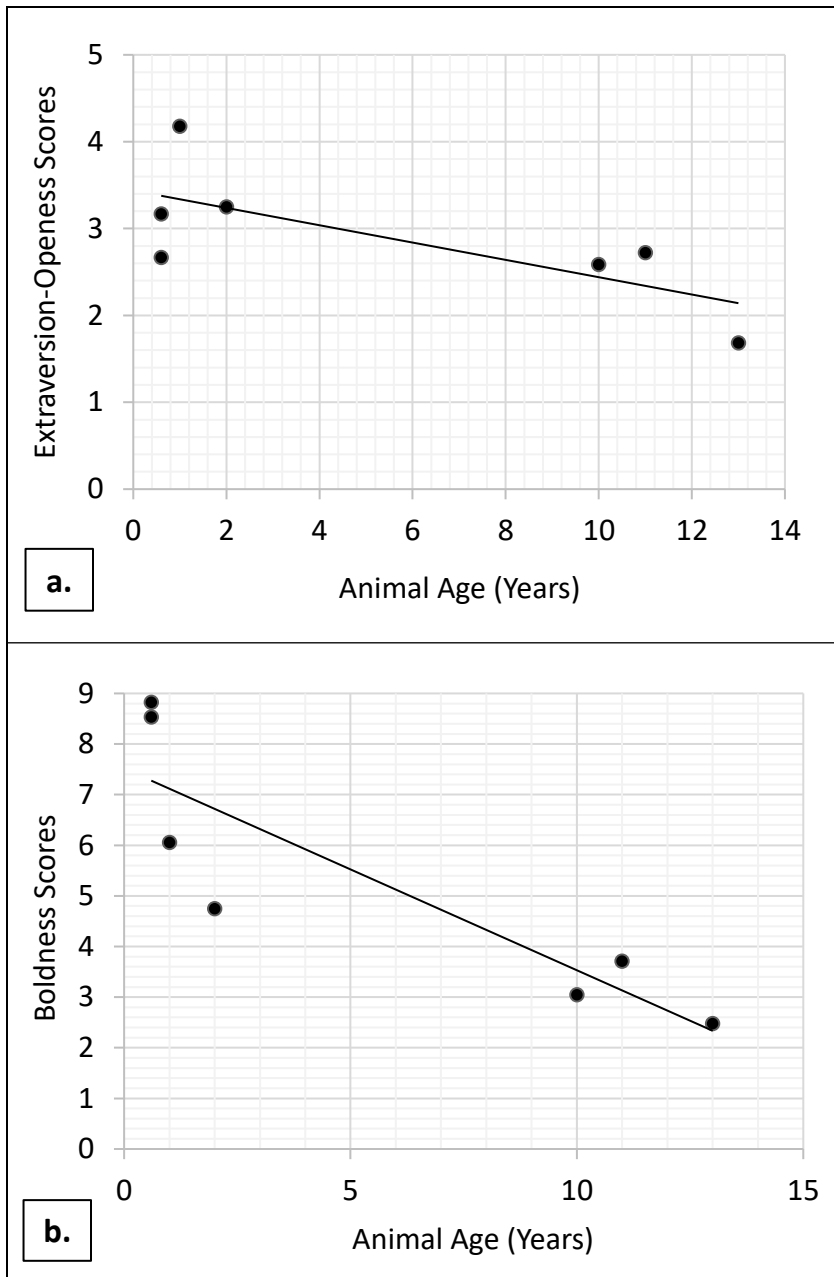 5
4
3
2
1
0
Extraversion-Openess Scores
0 2 4 6 8 10 12 14
a.
Animal Age (Years)
9
8
7
6
5
4
3
2
1
0
Boldness Scores
0 5 10 15
b.
Animal Age (Years)